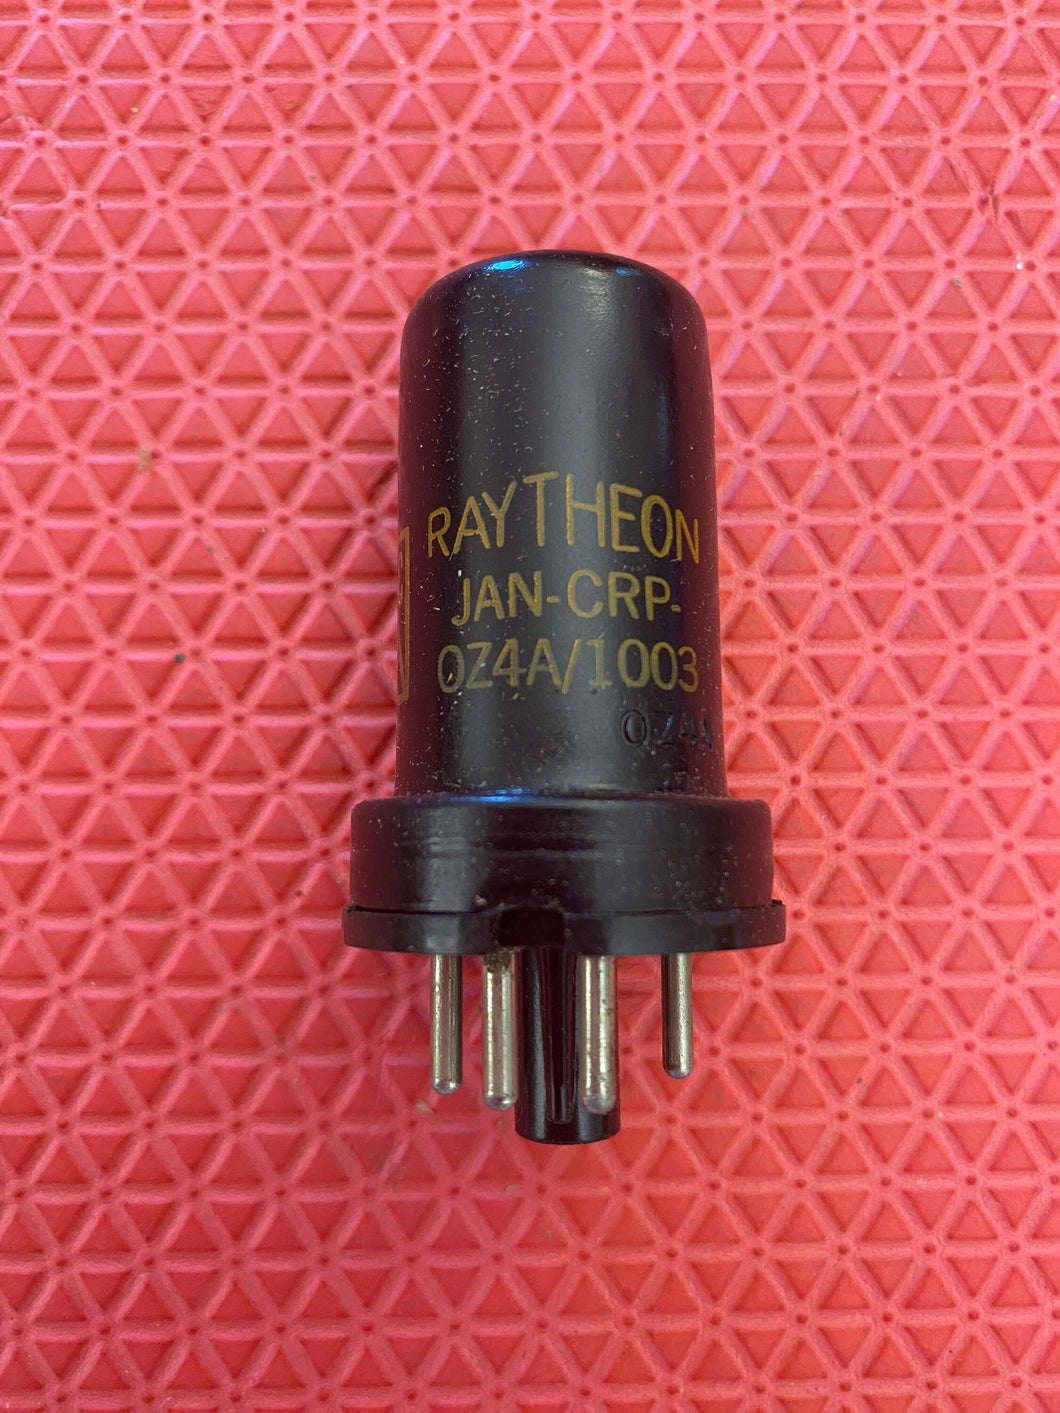 RAYTHEON
JAN-CRP-
OZ4A/1003
OZ4A